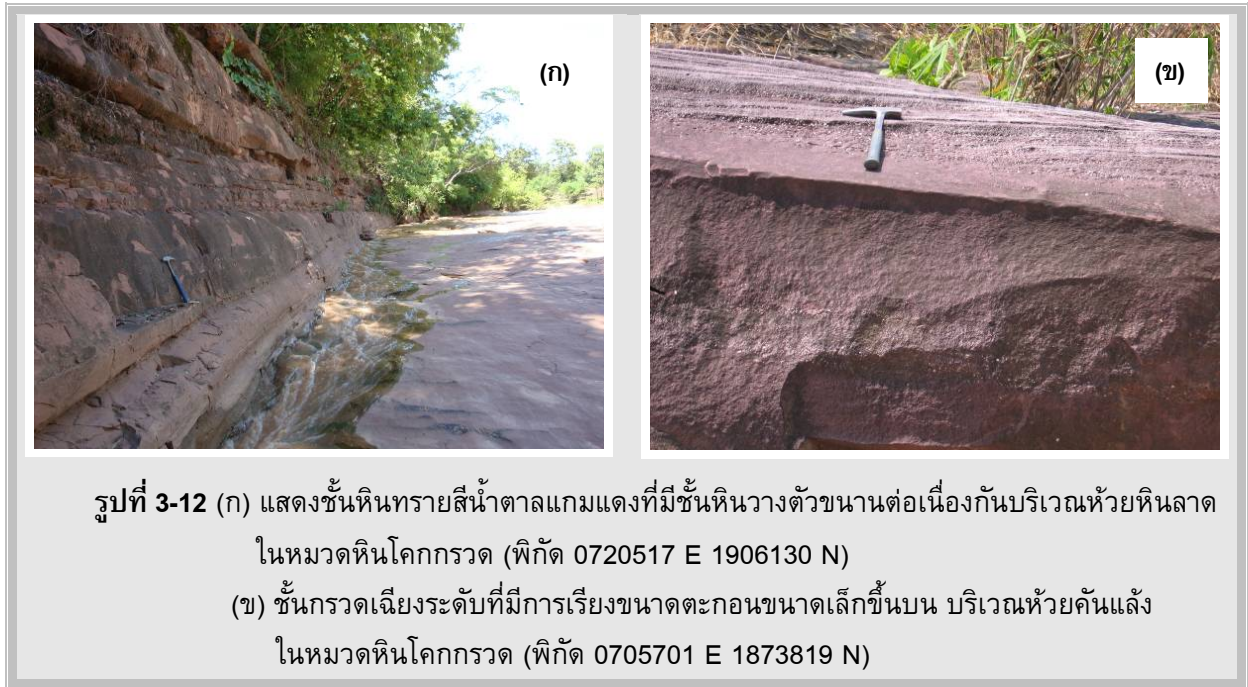 (ก)
(ข)
รูปที่ 3-12 (ก) แสดงชั้นหินทรายสีน้ำตาลแกมแดงที่มีชั้นหินวางตัวขนานต่อเนื่องกันบริเวณห้วยหินลาด
ในหมวดหินโคกกรวด (พิกัด 0720517 E 1906130 N)
(ข) ชั้นกรวดเฉียงระดับที่มีการเรียงขนาดตะกอนขนาดเล็กขึ้นบน บริเวณห้วยคันแล้ง
ในหมวดหินโคกกรวด (พิกัด 0705701 E 1873819 N)